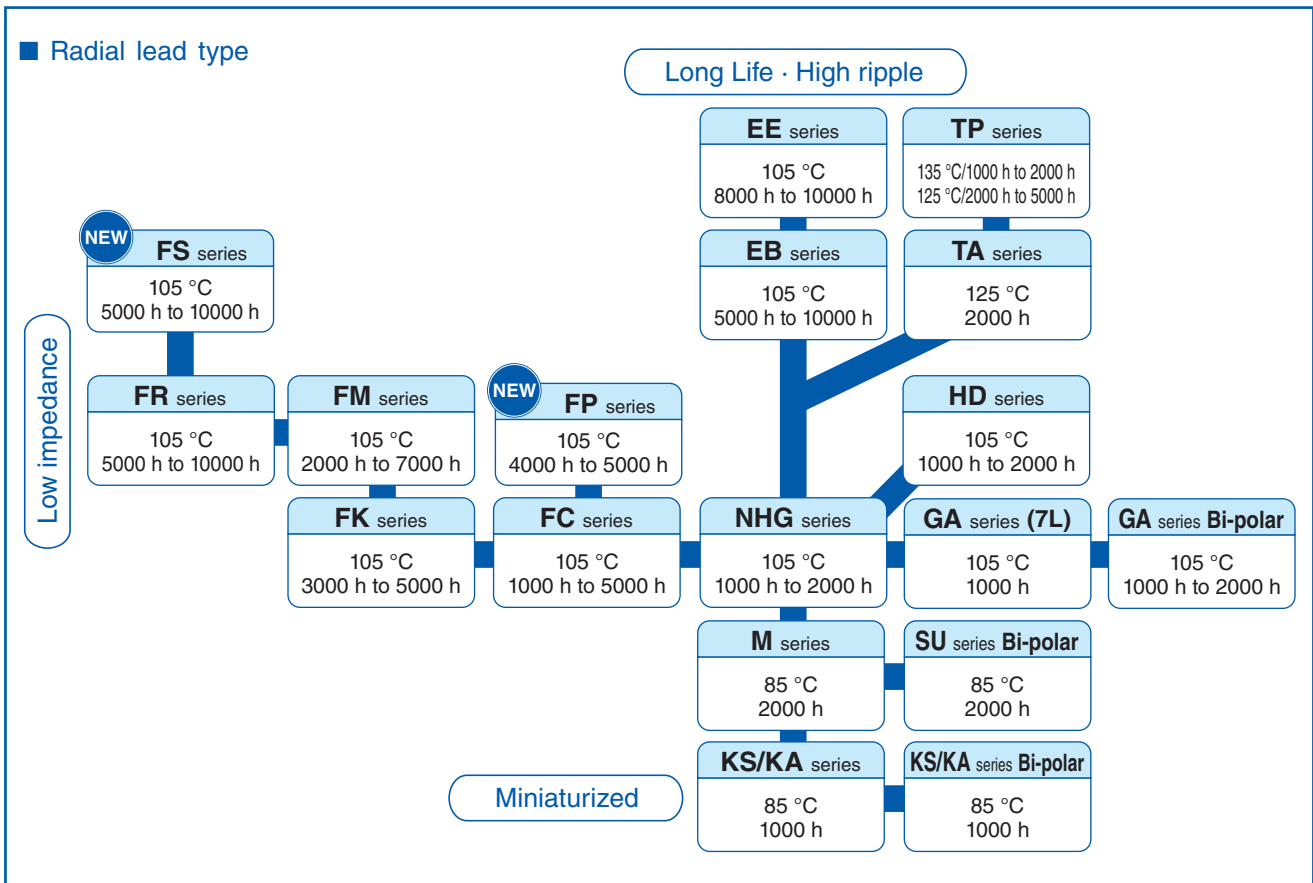 ■ Radial lead type
Long Life · High ripple
EE series
105 °C
8000 h to 10000 h
TP series
135 °C/1000 h to 2000 h
125 °C/2000 h to 5000 h
NEW
FS series
105 °C
5000 h to 10000 h
EB series
105 °C
5000 h to 10000 h
TA series
125 °C
2000 h
Low impedance
FR series
105 °C
5000 h to 10000 h
FM series
105 °C
2000 h to 7000 h
NEW
FP series
105 °C
4000 h to 5000 h
HD series
105 °C
1000 h to 2000 h
FK series
105 °C
3000 h to 5000 h
FC series
105 °C
1000 h to 5000 h
NHG series
105 °C
1000 h to 2000 h
GA series (7L)
105 °C
1000 h
GA series Bi-polar
105 °C
1000 h to 2000 h
M series
85 °C
2000 h
SU series Bi-polar
85 °C
2000 h
Miniaturized
KS/KA series
85 °C
1000 h
KS/KA series Bi-polar
85 °C
1000 h